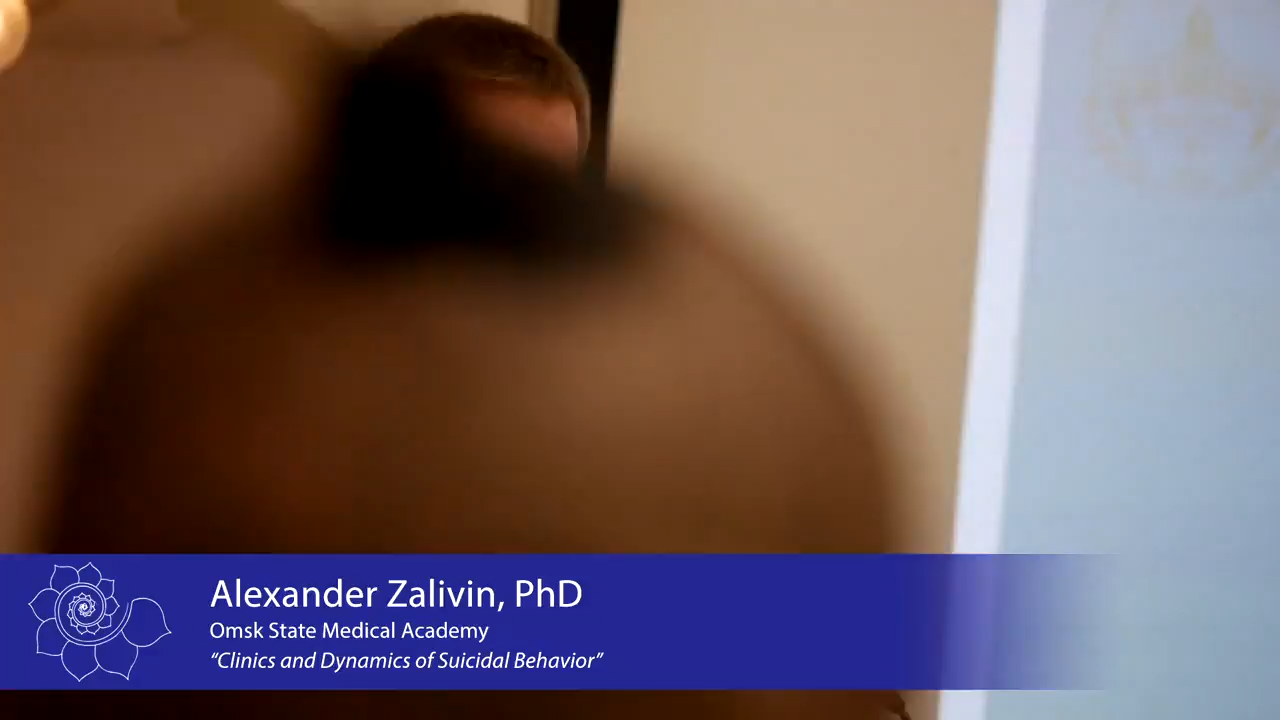 Alexander Zalivin, PhD
Omsk State Medical Academy
“Clinics and Dynamics of Suicidal Behavior”